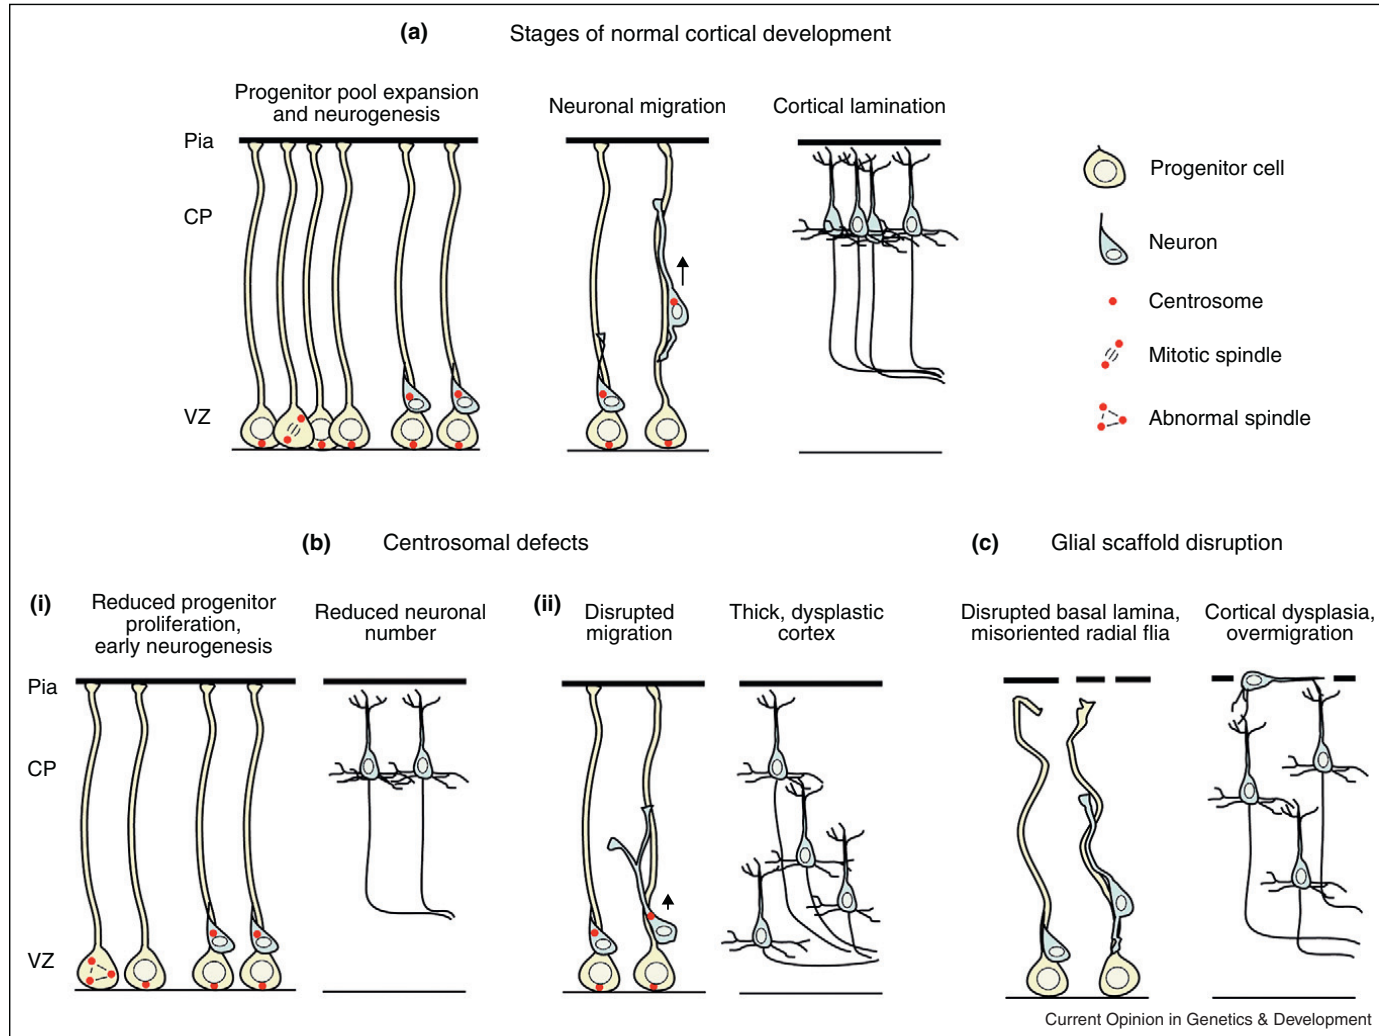 (a) Stages of normal cortical development
Progenitor pool expansion
and neurogenesis
Neuronal migration
Cortical lamination
Pia
CP
VZ
Progenitor cell
Neuron
Centrosome
Mitotic spindle
Abnormal spindle
(b) Centrosomal defects
(i)
Reduced progenitor
proliferation,
early neurogenesis
Reduced neuronal
number
(ii)
Disrupted
migration
Thick, dysplastic
cortex
Pia
CP
VZ
(c) Glial scaffold disruption
Disrupted basal lamina,
misoriented radial flia
Cortical dysplasia,
overmigration
Current Opinion in Genetics & Development